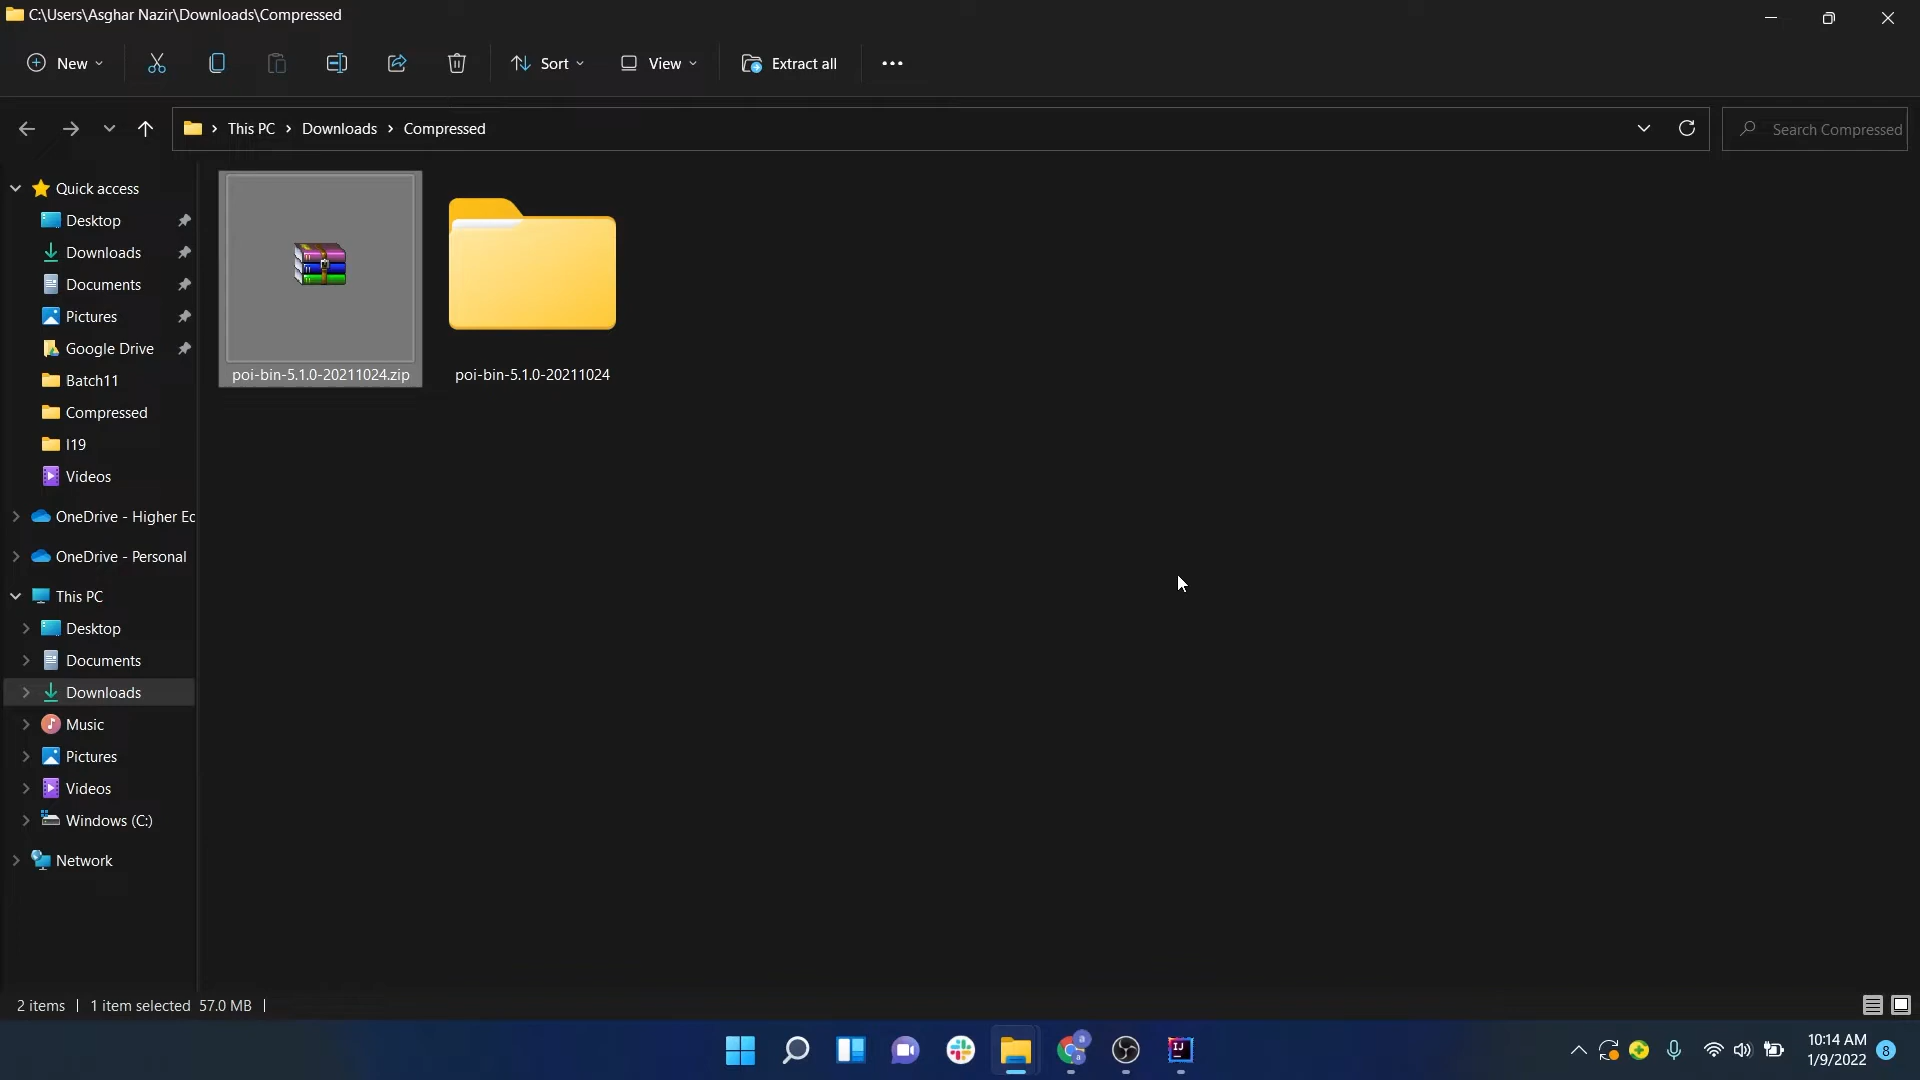 C:\Users\Asghar Nazir\Downloads\Compressed
New
Sort
View
Extract all
This PC
Downloads
Compressed
Search Compressed
Quick access
Desktop
Downloads
Documents
Pictures
Google Drive
Batch11
Compressed
I19
Videos
OneDrive - Higher Ec
OneDrive - Personal
This PC
Desktop
Documents
Downloads
Music
Pictures
Videos
Windows (C:)
Network
poi-bin-5.1.0-20211024.zip
poi-bin-5.1.0-20211024
2 items
1 item selected 57.0 MB
a
a
IJ
10:14 AM
1/9/2022
8